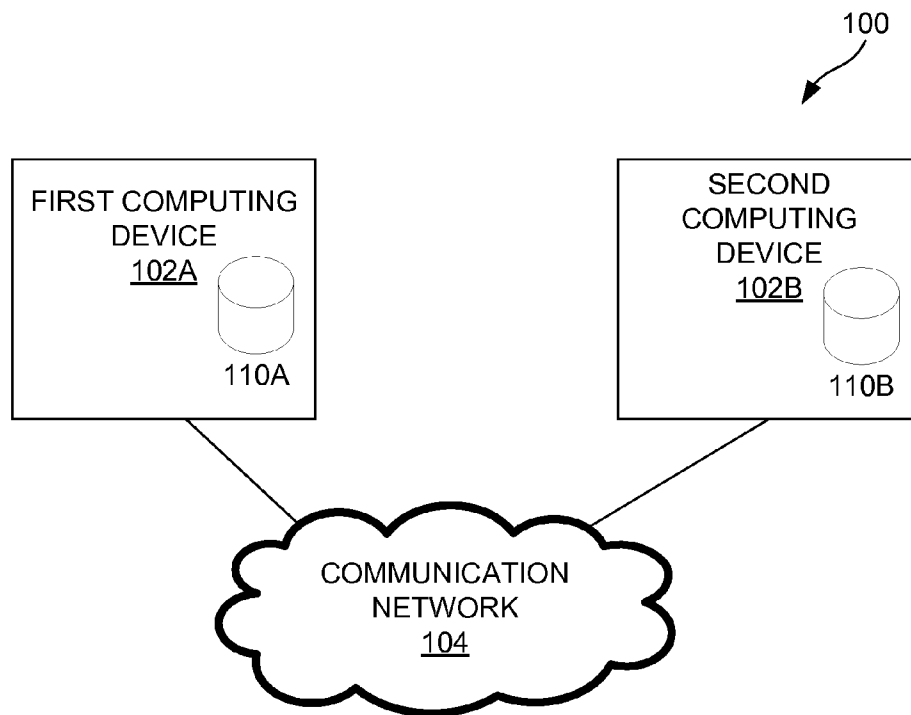 100
FIRST COMPUTING
DEVICE
102A
110A
SECOND
COMPUTING
DEVICE
102B
110B
COMMUNICATION
NETWORK
104